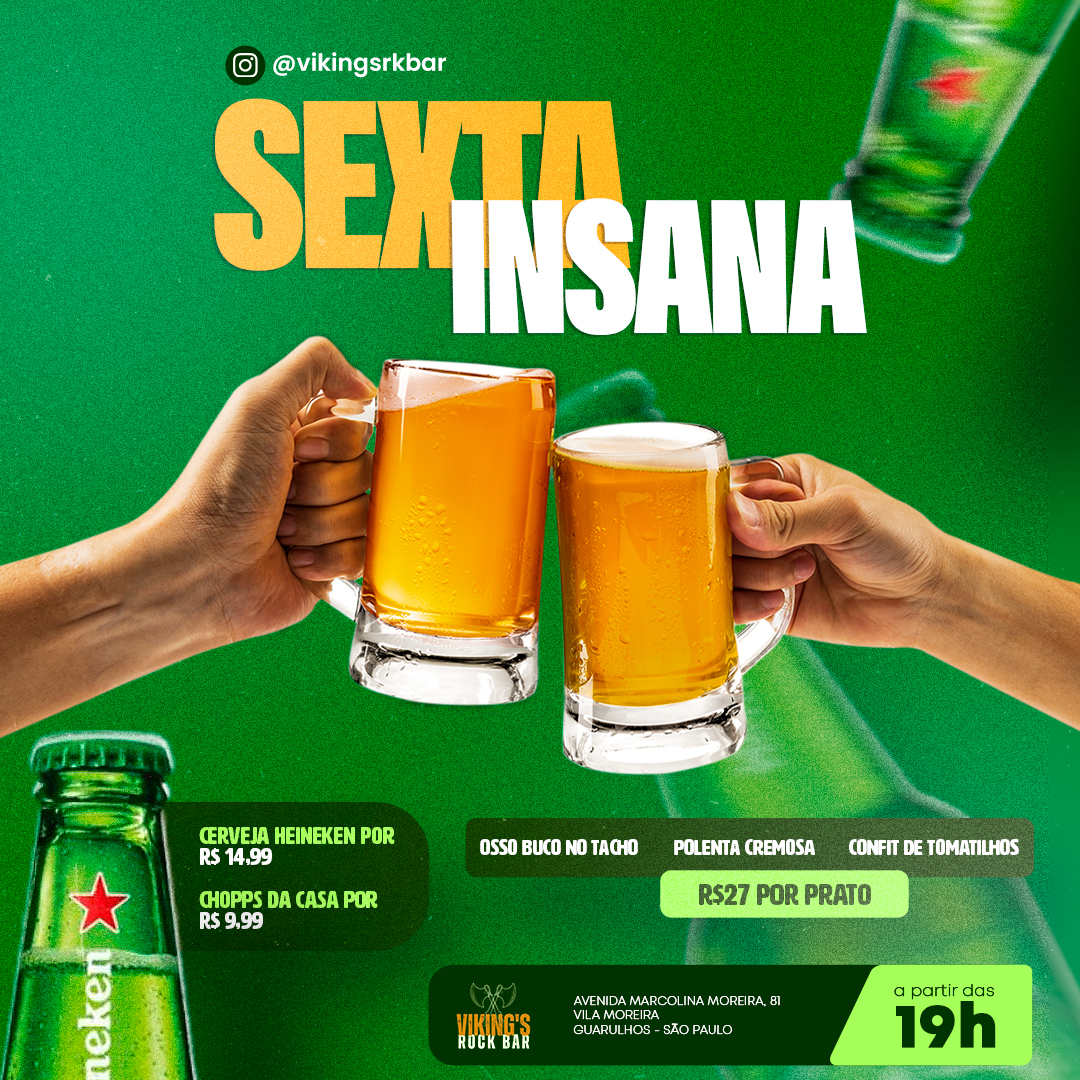 @vikingsrkbar
SEXTA
INSANA
CERVEJA HEINEKEN POR
R$ 14,99
CHOPPS DA CASA POR
R$ 9,99
OSSO BUCO NO TACHO
POLENTA CREMOSA
CONFIT DE TOMATILHOS
R$27 POR PRATO
neken
VIKING'S
ROCK BAR
AVENIDA MARCOLINA MOREIRA, 81
VILA MOREIRA
GUARULHOS - SÃO PAULO
a partir das
19h